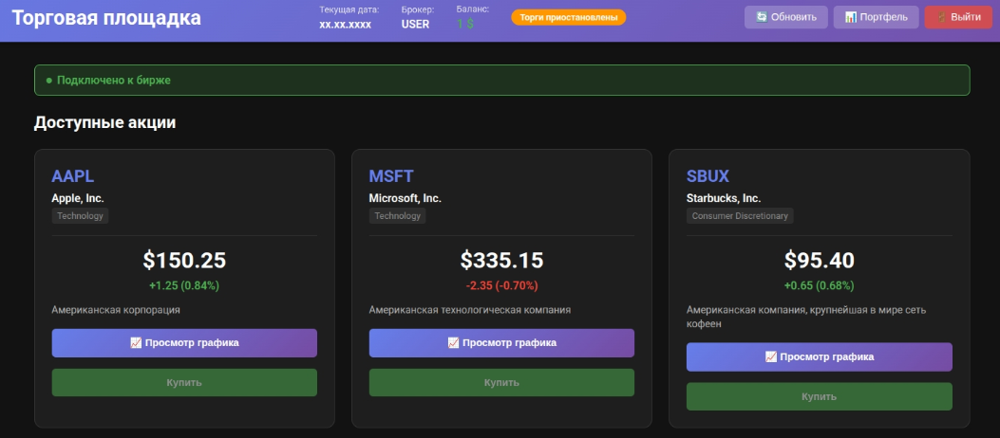 Торговая площадка
Текущая дата:
xx.xx.xxxx
Брокер:
USER
Баланс:
1 $
Торги приостановлены
Обновить
Портфель
Выйти
Подключено к бирже
Доступные акции
AAPL
Apple, Inc.
Technology
$150.25
+1.25 (0.84%)
Американская корпорация
Просмотр графика
Купить
MSFT
Microsoft, Inc.
Technology
$335.15
-2.35 (-0.70%)
Американская технологическая компания
Просмотр графика
Купить
SBUX
Starbucks, Inc.
Consumer Discretionary
$95.40
+0.65 (0.68%)
Американская компания, крупнейшая в мире сеть
кофеен
Просмотр графика
Купить